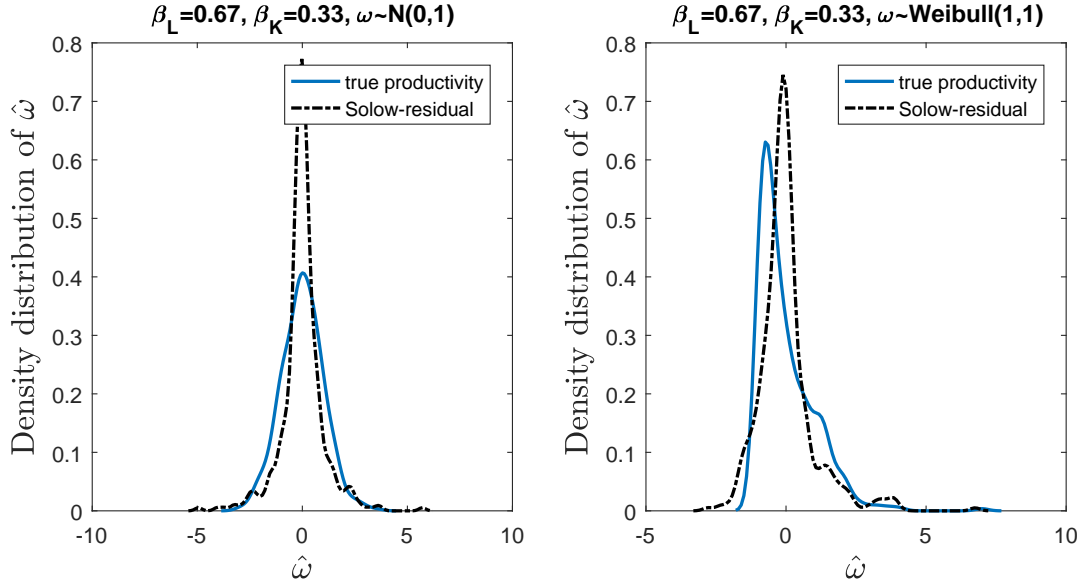 β_L=0.67, β_K=0.33, ω~N(0,1)
0.8
0.7
0.6
0.5
0.4
0.3
0.2
0.1
0
Density distribution of ω̂
true productivity
Solow-residual
-10
-5
0
5
10
ω̂
β_L=0.67, β_K=0.33, ω~Weibull(1,1)
0.8
0.7
0.6
0.5
0.4
0.3
0.2
0.1
0
Density distribution of ω̂
true productivity
Solow-residual
-5
0
5
10
ω̂